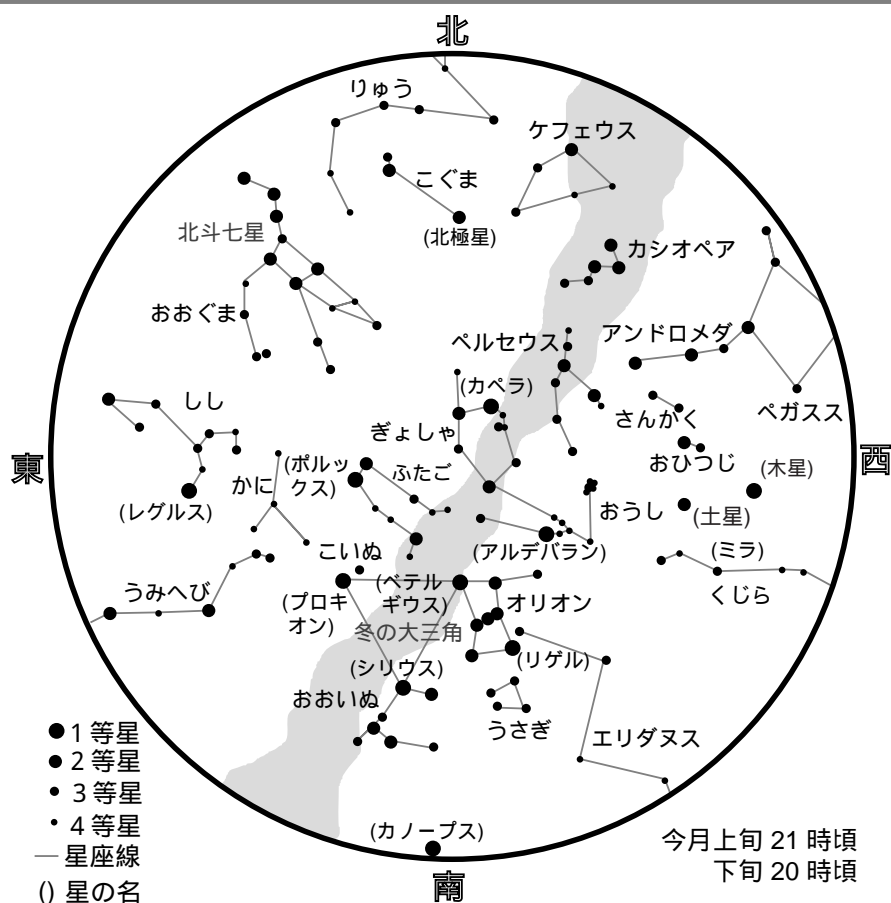 北
りゅう
ケフェウス
こぐま
(北極星)
北斗七星
カシオペア
おおぐま
ペルセウス
アンドロメダ
(カペラ)
しし
さんかく
ペガスス
ぎょしゃ
おひつじ
東
西
(ポルッ
クス)
ふたご
(木星)
かに
(レグルス)
おうし
(土星)
(アルデバラン)
(ミラ)
こいぬ
うみへび
(プロキ
オン)
(ベテル
ギウス)
オリオン
くじら
冬の大三角
(シリウス)
(リゲル)
おおいぬ
うさぎ
エリダヌス
1等星
2等星
3等星
4等星
星座線
() 星の名
(カノープス)
南
今月上旬 21 時頃
下旬 20 時頃